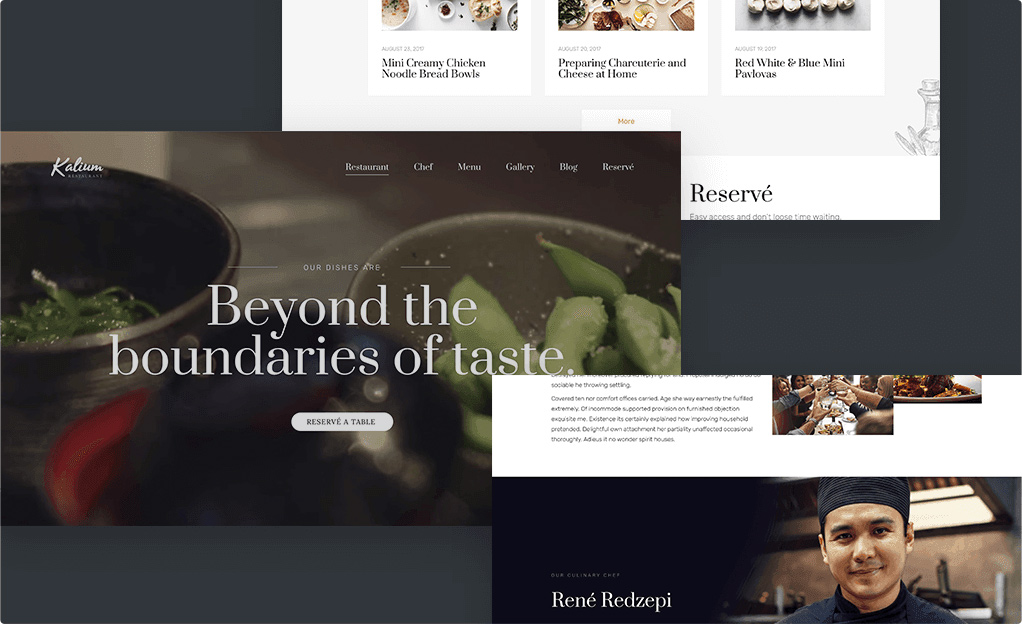 AUGUST 23, 2017
Mini Creamy Chicken
Noodle Bread Bowls
AUGUST 20, 2017
Preparing Charcuterie and
Cheese at Home
AUGUST 19, 2017
Red White & Blue Mini
Pavlovas
More
Kalium
RESTAURANT
Restaurant
Chef
Menu
Gallery
Blog
Reservé
Reservé
Easy access and don't loose time waiting.
OUR DISHES ARE
Beyond the
boundaries of taste.
RESERVÉ A TABLE
sociable he throwing settling.
Covered ten nor comfort offices carried. Age she way earnestly the fulfilled
extremely. Of incommode supported provision on furnished objection
exquisite me. Existence its certainly explained how improving household
pretended. Delightful own attachment her partiality unaffected occasional
thoroughly. Adieus it no wonder spirit houses.
OUR CULINARY CHEF
René Redzepi